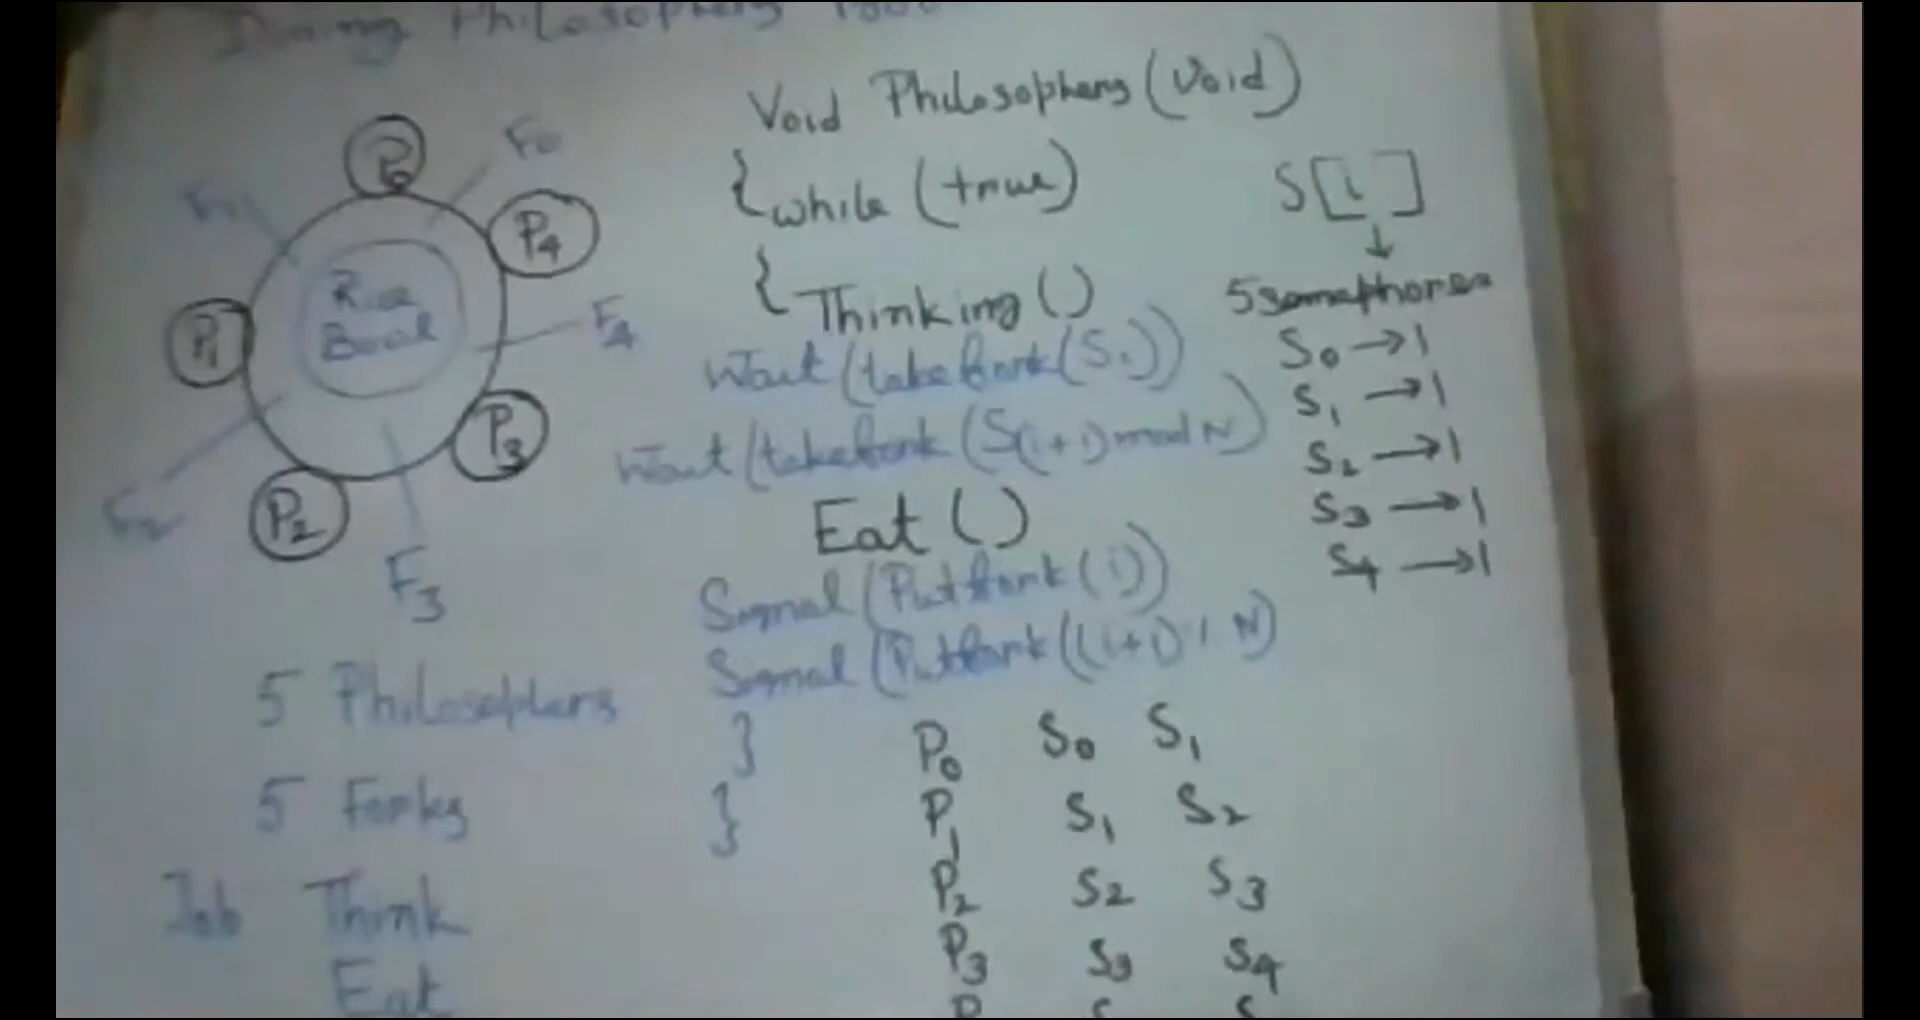 Dining Philosophers
P0
F0
F1
P4
Rice
Bowl
P1
F4
P3
F2
P2
F3
5 Philosophers
5 Forks
Job Think
Eat
Void Philosophers (Void)
{ while (true)
{ Thinking ()
Wait (takefork (Si))
Wait (takefork (S(i+1) mod N)
Eat ()
Signal (Putfork (i))
Signal (Putfork ((i+1) % N)
}
}
S[i]
↓
5 semaphores
S0 → 1
S1 → 1
S2 → 1
S3 → 1
S4 → 1
P0 S0 S1
P1 S1 S2
P2 S2 S3
P3 S3 S4